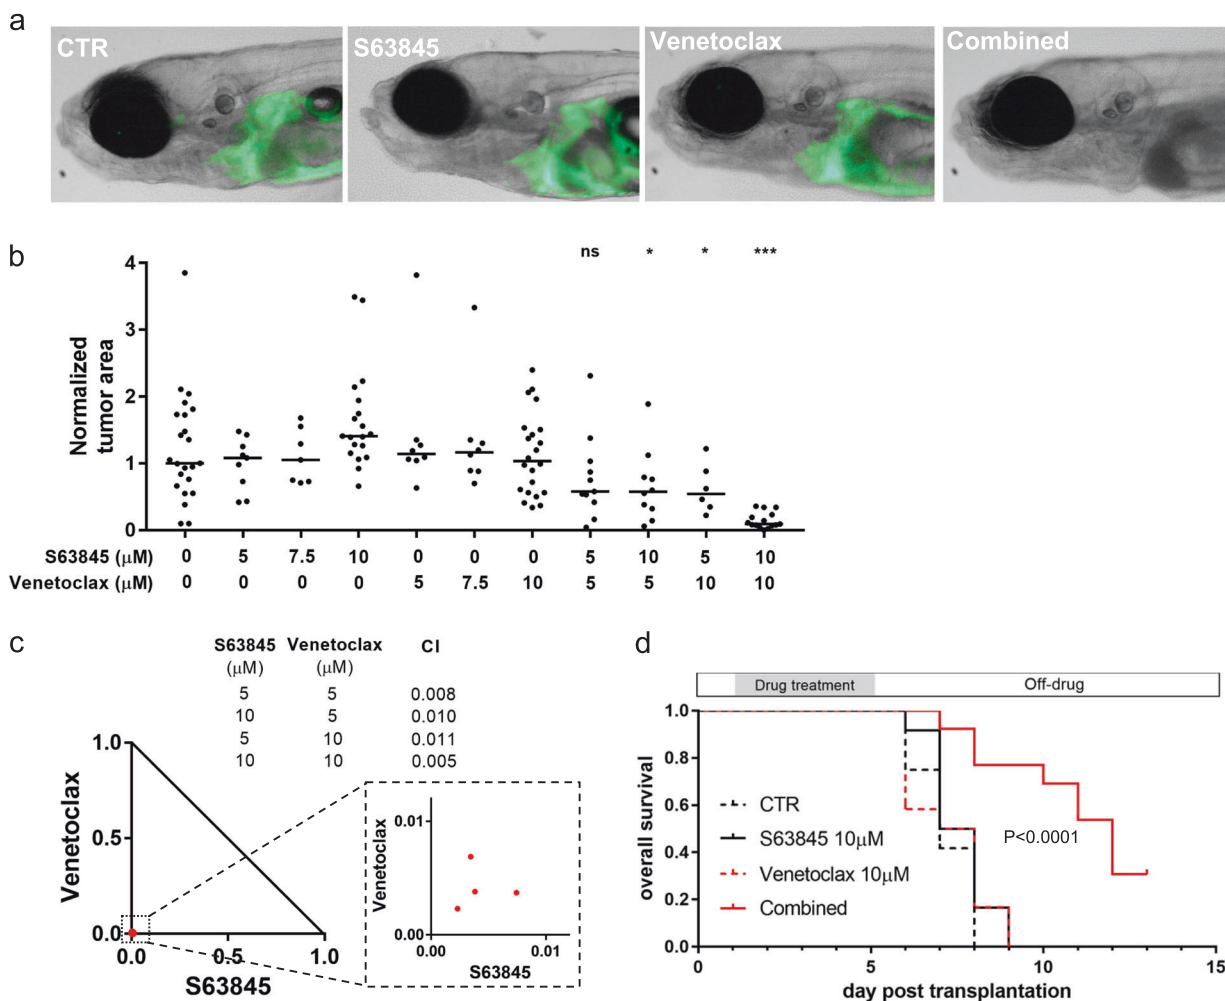 a
CTR
S63845
Venetoclax
Combined
b
ns * * ***
Normalized
tumor area
4
3
2
1
0
S63845 (μM) 0 5 7.5 10 0 0 0 5 10 5 10
Venetoclax (μM) 0 0 0 0 5 7.5 10 5 5 10 10
c
S63845 Venetoclax CI
(μM) (μM)
5 5 0.008
10 5 0.010
5 10 0.011
10 10 0.005
Venetoclax
1.0
0.5
0.0
0.0 0.5 1.0
S63845
Venetoclax
0.01
0.00
0.00 0.01
S63845
d
Drug treatment Off-drug
overall survival
1.0
0.8
0.6
0.4
0.2
0.0
CTR
S63845 10μM
Venetoclax 10μM
Combined
P<0.0001
0 5 10 15
day post transplantation